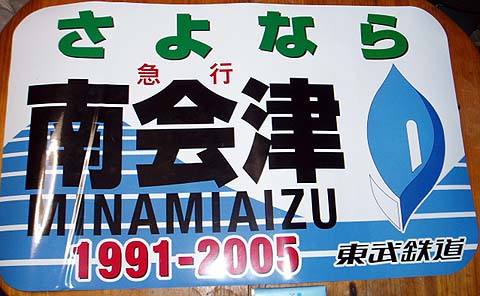 さよなら
急行
南会津
MINAMIAIZU
1991-2005
東武鉄道